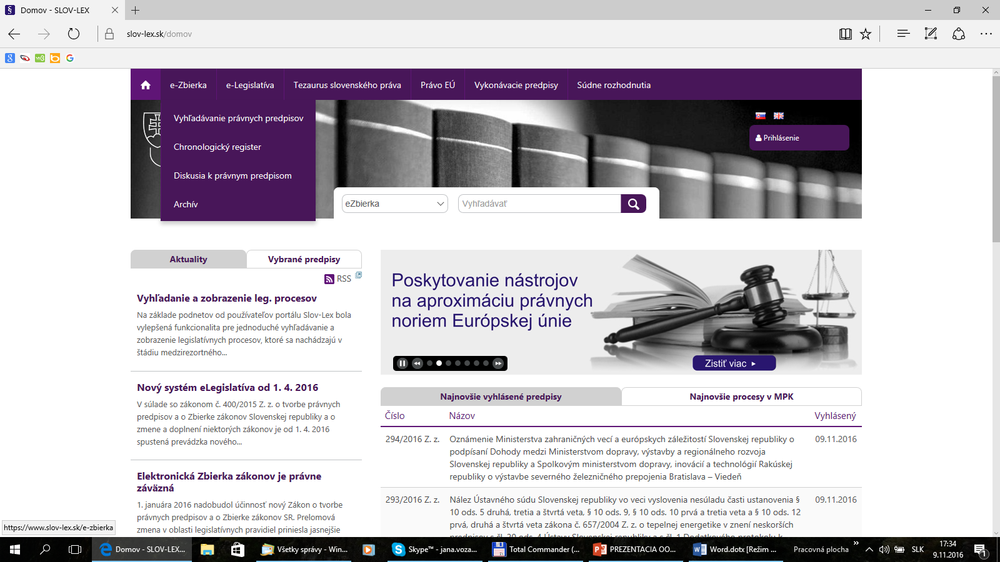 Domov - SLOV-LEX
slov-lex.sk/domov
e-Zbierka
e-Legislatíva
Tezaurus slovenského práva
Právo EÚ
Vykonávacie predpisy
Súdne rozhodnutia
Vyhľadávanie právnych predpisov
Chronologický register
Diskusia k právnym predpisom
Archív
Prihlásenie
eZbierka
Vyhľadávať
Aktuality
Vybrané predpisy
RSS
Vyhľadanie a zobrazenie leg. procesov
Na základe podnetov od používateľov portálu Slov-Lex bola
vylepšená funkcionalita pre jednoduché vyhľadávanie a
zobrazenie legislatívnych procesov, ktoré sa nachádzajú v
štádiu medzirezortného...
Nový systém eLegislatíva od 1. 4. 2016
V súlade so zákonom č. 400/2015 Z. z. o tvorbe právnych
predpisov a o Zbierke zákonov Slovenskej republiky a o
zmene a doplnení niektorých zákonov je od 1. 4. 2016
spustená prevádzka nového...
Elektronická Zbierka zákonov je právne
záväzná
1. januára 2016 nadobudol účinnosť nový Zákon o tvorbe
právnych predpisov a o Zbierke zákonov SR. Prelomová
zmena v oblasti legislatívnych pravidiel priniesla jasnejšie
Poskytovanie nástrojov
na aproximáciu právnych
noriem Európskej únie
Zistiť viac
Najnovšie vyhlásené predpisy
Najnovšie procesy v MPK
Číslo
Názov
Vyhlásený
294/2016 Z. z.
Oznámenie Ministerstva zahraničných vecí a európskych záležitostí Slovenskej republiky o
podpísaní Dohody medzi Ministerstvom dopravy, výstavby a regionálneho rozvoja
Slovenskej republiky a Spolkovým ministerstvom dopravy, inovácií a technológií Rakúskej
republiky o výstavbe severného železničného prepojenia Bratislava – Viedeň
09.11.2016
293/2016 Z. z.
Nález Ústavného súdu Slovenskej republiky vo veci vyslovenia nesúladu časti ustanovenia §
10 ods. 5 druhá, tretia a štvrtá veta, § 10 ods. 9, § 10 ods. 10 prvá a tretia veta a § 10 ods. 12
prvá, druhá a štvrtá veta zákona č. 657/2004 Z. z. o tepelnej energetike v znení neskorších
predpisov s čl. 20 ods. 4 Ústavy Slovenskej republiky a s čl. 1 Dodatkového protokolu k
09.11.2016
https://www.slov-lex.sk/e-zbierka
Domov - SLOV-LEX...
Všetky správy - Win...
Skype™ - jana.voza...
Total Commander (...
PREZENTACIA OO...
Word.dotx [Režim ...
Pracovná plocha
SLK
17:34
9.11.2016
1